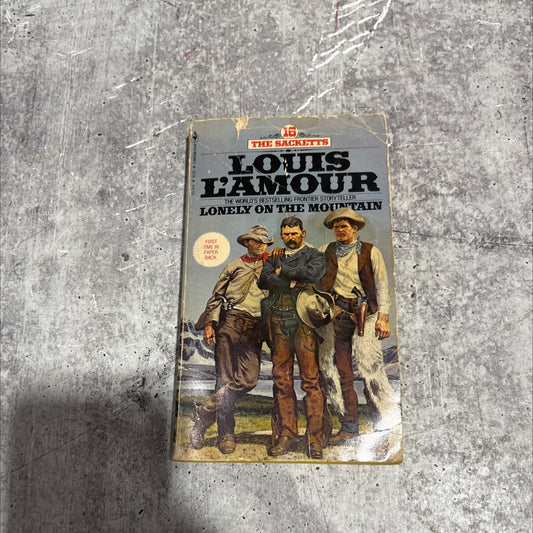 16
THE SACKETTS
LOUIS
L'AMOUR
THE WORLD'S BESTSELLING FRONTIER STORYTELLER
LONELY ON THE MOUNTAIN
FIRST
TIME IN
PAPER
BACK